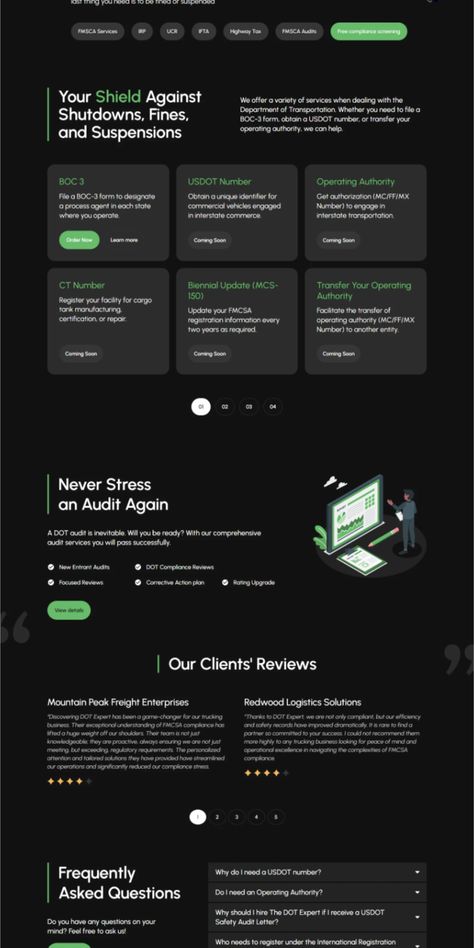 last thing you need is to be fined or suspended
FMSCA Services
IRP
UCR
IFTA
Highway Tax
FMSCA Audits
Free compliance screening
Your Shield Against
Shutdowns, Fines,
and Suspensions
We offer a variety of services when dealing with the
Department of Transportation. Whether you need to file a
BOC-3 form, obtain a USDOT number, or transfer your
operating authority, we can help.
BOC 3
File a BOC-3 form to designate
a process agent in each state
where you operate.
Order Now
Learn more
USDOT Number
Obtain a unique identifier for
commercial vehicles engaged
in interstate commerce.
Coming Soon
Operating Authority
Get authorization (MC/FF/MX
Number) to engage in
interstate transportation.
Coming Soon
CT Number
Register your facility for cargo
tank manufacturing,
certification, or repair.
Coming Soon
Biennial Update (MCS-
150)
Update your FMCSA
registration information every
two years as required.
Coming Soon
Transfer Your Operating
Authority
Facilitate the transfer of
operating authority (MC/FF/MX
Number) to another entity.
Coming Soon
01
02
03
04
Never Stress
an Audit Again
A DOT audit is inevitable. Will you be ready? With our comprehensive
audit services you will pass successfully.
New Entrant Audits
DOT Compliance Reviews
Focused Reviews
Corrective Action plan
Rating Upgrade
View details
Our Clients' Reviews
Mountain Peak Freight Enterprises
"Discovering DOT Expert has been a game-changer for our trucking
business. Their exceptional understanding of FMCSA compliance has
lifted a huge weight off our shoulders. Their team is not just
knowledgeable; they are proactive, always ensuring we are not just
meeting, but exceeding, regulatory requirements. The personalized
attention and tailored solutions they have provided have streamlined
our operations and significantly reduced our compliance stress.
Redwood Logistics Solutions
"Thanks to DOT Expert, we are not only compliant, but our efficiency
and safety records have improved dramatically. It is rare to find a
partner so committed to your success. I could not recommend them
more highly to any trucking business looking for peace of mind and
operational excellence in navigating the complexities of FMCSA
compliance.
1
2
3
4
5
Frequently
Asked Questions
Do you have any questions on your
mind? Feel free to ask us!
Why do I need a USDOT number?
Do I need an Operating Authority?
Why should I hire The DOT Expert if I receive a USDOT
Safety Audit Letter?
Who needs to register under the International Registration